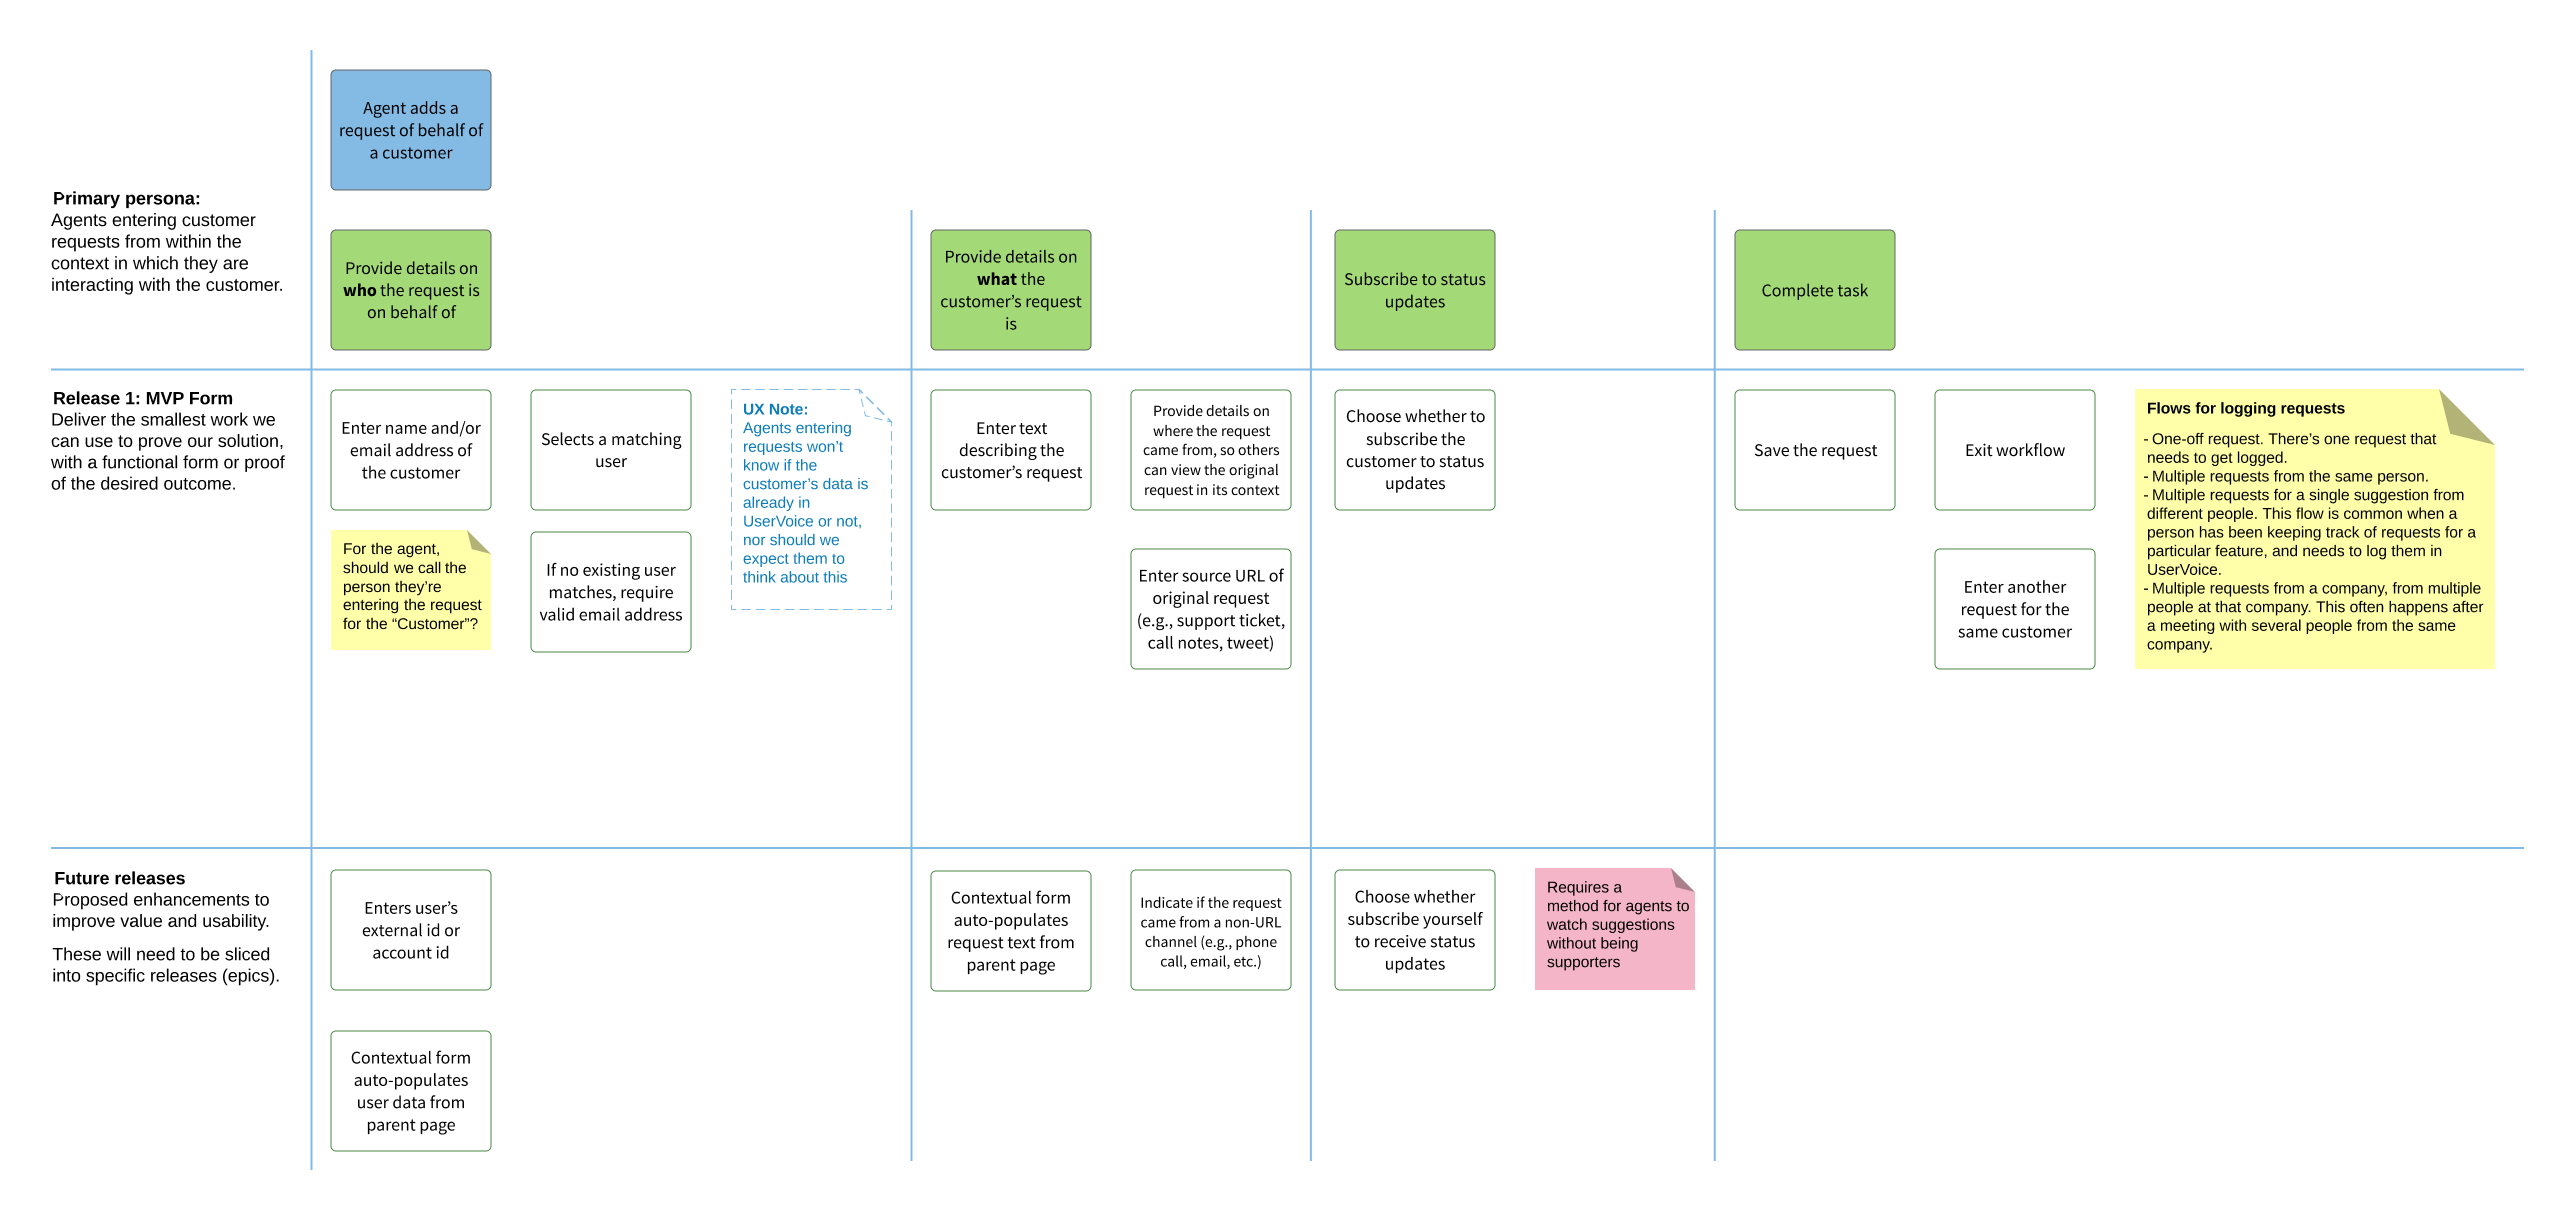 Agent adds a
request of behalf of
a customer
Primary persona:
Agents entering customer
requests from within the
context in which they are
interacting with the customer.
Provide details on
who the request is
on behalf of
Provide details on
what the
customer’s request
is
Subscribe to status
updates
Complete task
Release 1: MVP Form
Deliver the smallest work we
can use to prove our solution,
with a functional form or proof
of the desired outcome.
Enter name and/or
email address of
the customer
For the agent,
should we call the
person they’re
entering the request
for the “Customer”?
Selects a matching
user
If no existing user
matches, require
valid email address
UX Note:
Agents entering
requests won’t
know if the
customer’s data is
already in
UserVoice or not,
nor should we
expect them to
think about this
Enter text
describing the
customer’s request
Provide details on
where the request
came from, so others
can view the original
request in its context
Enter source URL of
original request
(e.g., support ticket,
call notes, tweet)
Choose whether to
subscribe the
customer to status
updates
Save the request
Exit workflow
Enter another
request for the
same customer
Flows for logging requests
- One-off request. There’s one request that
needs to get logged.
- Multiple requests from the same person.
- Multiple requests for a single suggestion from
different people. This flow is common when a
person has been keeping track of requests for a
particular feature, and needs to log them in
UserVoice.
- Multiple requests from a company, from multiple
people at that company. This often happens after
a meeting with several people from the same
company.
Future releases
Proposed enhancements to
improve value and usability.
These will need to be sliced
into specific releases (epics).
Enters user’s
external id or
account id
Contextual form
auto-populates
user data from
parent page
Contextual form
auto-populates
request text from
parent page
Indicate if the request
came from a non-URL
channel (e.g., phone
call, email, etc.)
Choose whether
subscribe yourself
to receive status
updates
Requires a
method for agents to
watch suggestions
without being
supporters